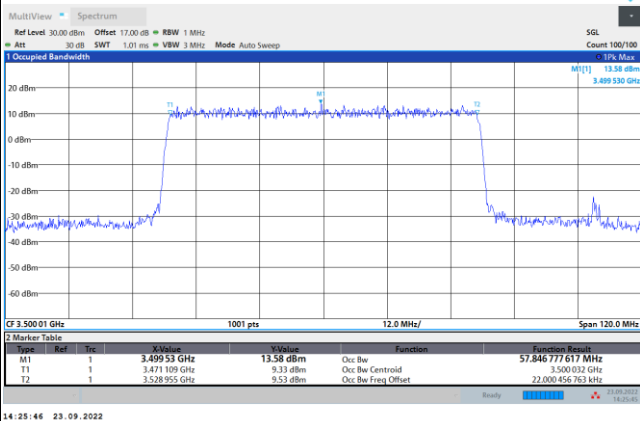 MultiView Spectrum
Ref Level 30.00 dBm Offset 17.00 dB RBW 1 MHz SGL
Att 30 dB SWT 1.01 ms VBW 3 MHz Mode Auto Sweep Count 100/100
1 Occupied Bandwidth 1Pk Max
M1[1] 13.58 dBm
3.499 530 GHz
20 dBm
M1
T1 T2
10 dBm
0 dBm
-10 dBm
-20 dBm
-30 dBm
-40 dBm
-50 dBm
-60 dBm
CF 3.500 01 GHz 1001 pts 12.0 MHz/ Span 120.0 MHz
2 Marker Table
Type Ref Trc X-Value Y-Value Function Function Result
M1 1 3.499 53 GHz 13.58 dBm Occ Bw 57.846 777 617 MHz
T1 1 3.471 109 GHz 9.33 dBm Occ Bw Centroid 3.500 032 GHz
T2 1 3.528 955 GHz 9.53 dBm Occ Bw Freq Offset 22.000 456 763 kHz
Ready 23.09.2022
14:25:45
14:25:46 23.09.2022